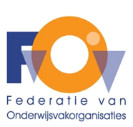 FOV
Federatie van
Onderwijsvakorganisaties